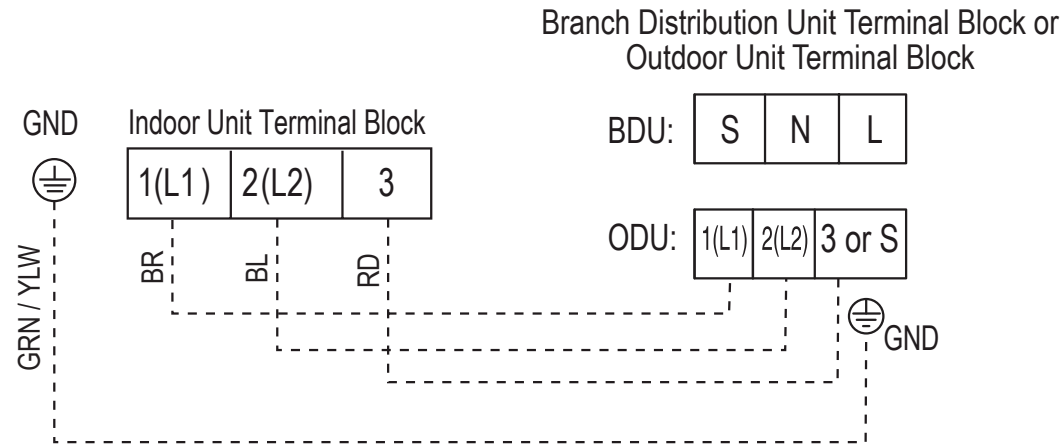 Branch Distribution Unit Terminal Block or
Outdoor Unit Terminal Block
GND
Indoor Unit Terminal Block
BDU:
S N L
1(L1) 2(L2) 3
ODU:
1(L1) 2(L2) 3 or S
GRN / YLW
BR
BL
RD
GND